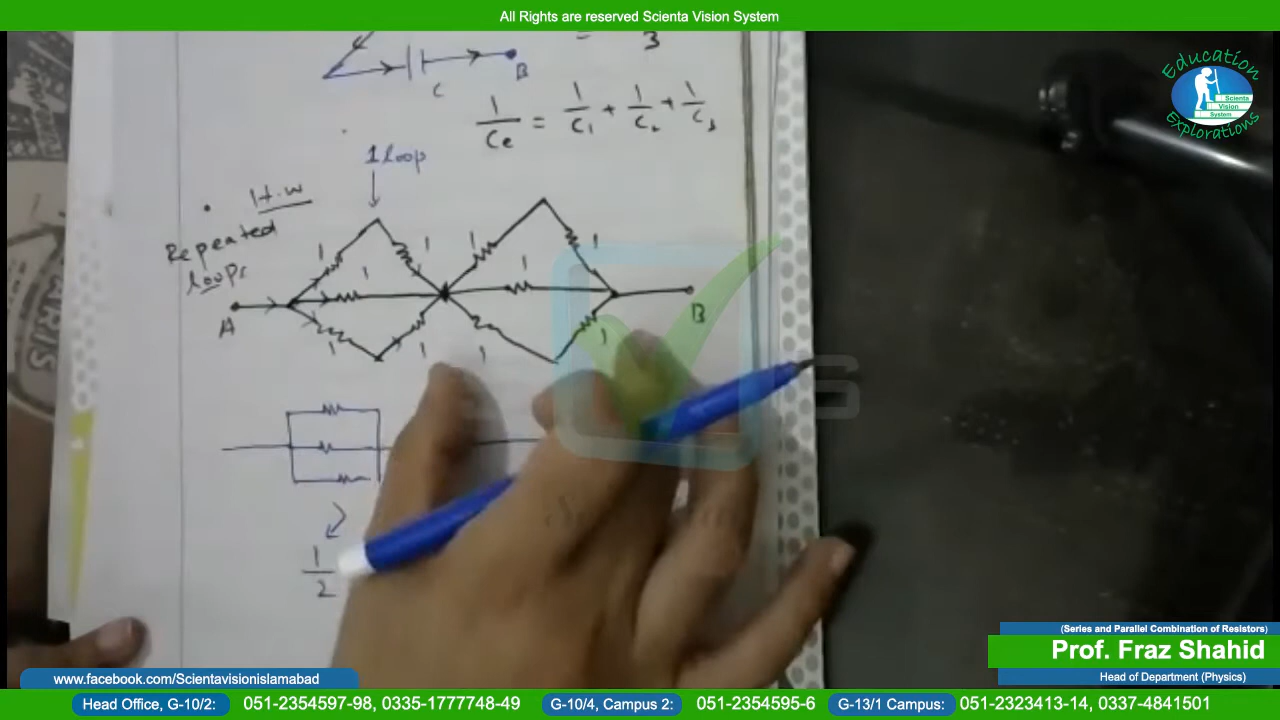 All Rights are reserved Scienta Vision System
Education
Scienta
Vision
System
Explorations
3
=
C
B
1/Ce = 1/C1 + 1/C2 + 1/C3
1 loop
H.W
Repeated
loops
1 1 1 1
1 1
A B
1 1 1 1
1
2
S
(Series and Parallel Combination of Resistors)
Prof. Fraz Shahid
Head of Department (Physics)
www.facebook.com/Scientavisionislamabad
Head Office, G-10/2: 051-2354597-98, 0335-1777748-49 G-10/4, Campus 2: 051-2354595-6 G-13/1 Campus: 051-2323413-14, 0337-4841501